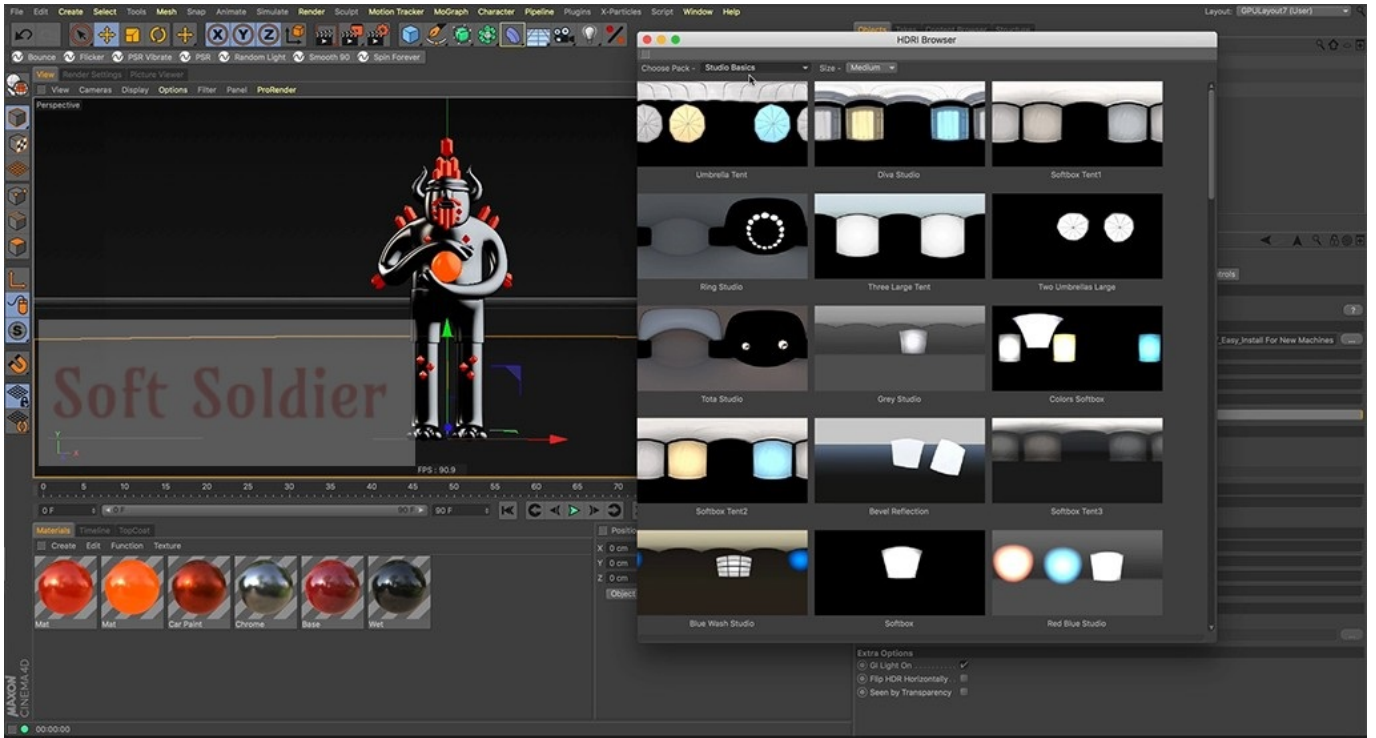 File Edit Create Select Tools Mesh Snap Animate Simulate Render Sculpt Motion Tracker MoGraph Character Pipeline Plugins X-Particles Script Window Help
Layout: GPULayout7 (User)
HDRI Browser
Bounce Flicker PSR Vibrate PSR Random Light Smooth 90 Spin Forever
Choose Pack - Studio Basics Size - Medium
View Render Settings Picture Viewer
View Cameras Display Options Filter Panel ProRender
Perspective
Umbrella Tent Diva Studio Softbox Tent1
Ring Studio Three Large Tent Two Umbrellas Large
trols
_Easy_Install For New Machines ...
Tota Studio Grey Studio Colors Softbox
Soft Soldier
Y
X
FPS : 90.9
0 5 10 15 20 25 30 35 40 45 50 55 60 65 70
0 F 0 F 90 F 90 F
Softbox Tent2 Bevel Reflection Softbox Tent3
Materials Timeline TopCoat
Positio
Create Edit Function Texture
X 0 cm
Y 0 cm
Z 0 cm
Object
Mat Mat Car Paint Chrome Base Wet
Blue Wash Studio Softbox Red Blue Studio
Extra Options
GI Light On
Flip HDR Horizontally
Seen by Transparency
MAXON
CINEMA 4D
00:00:00